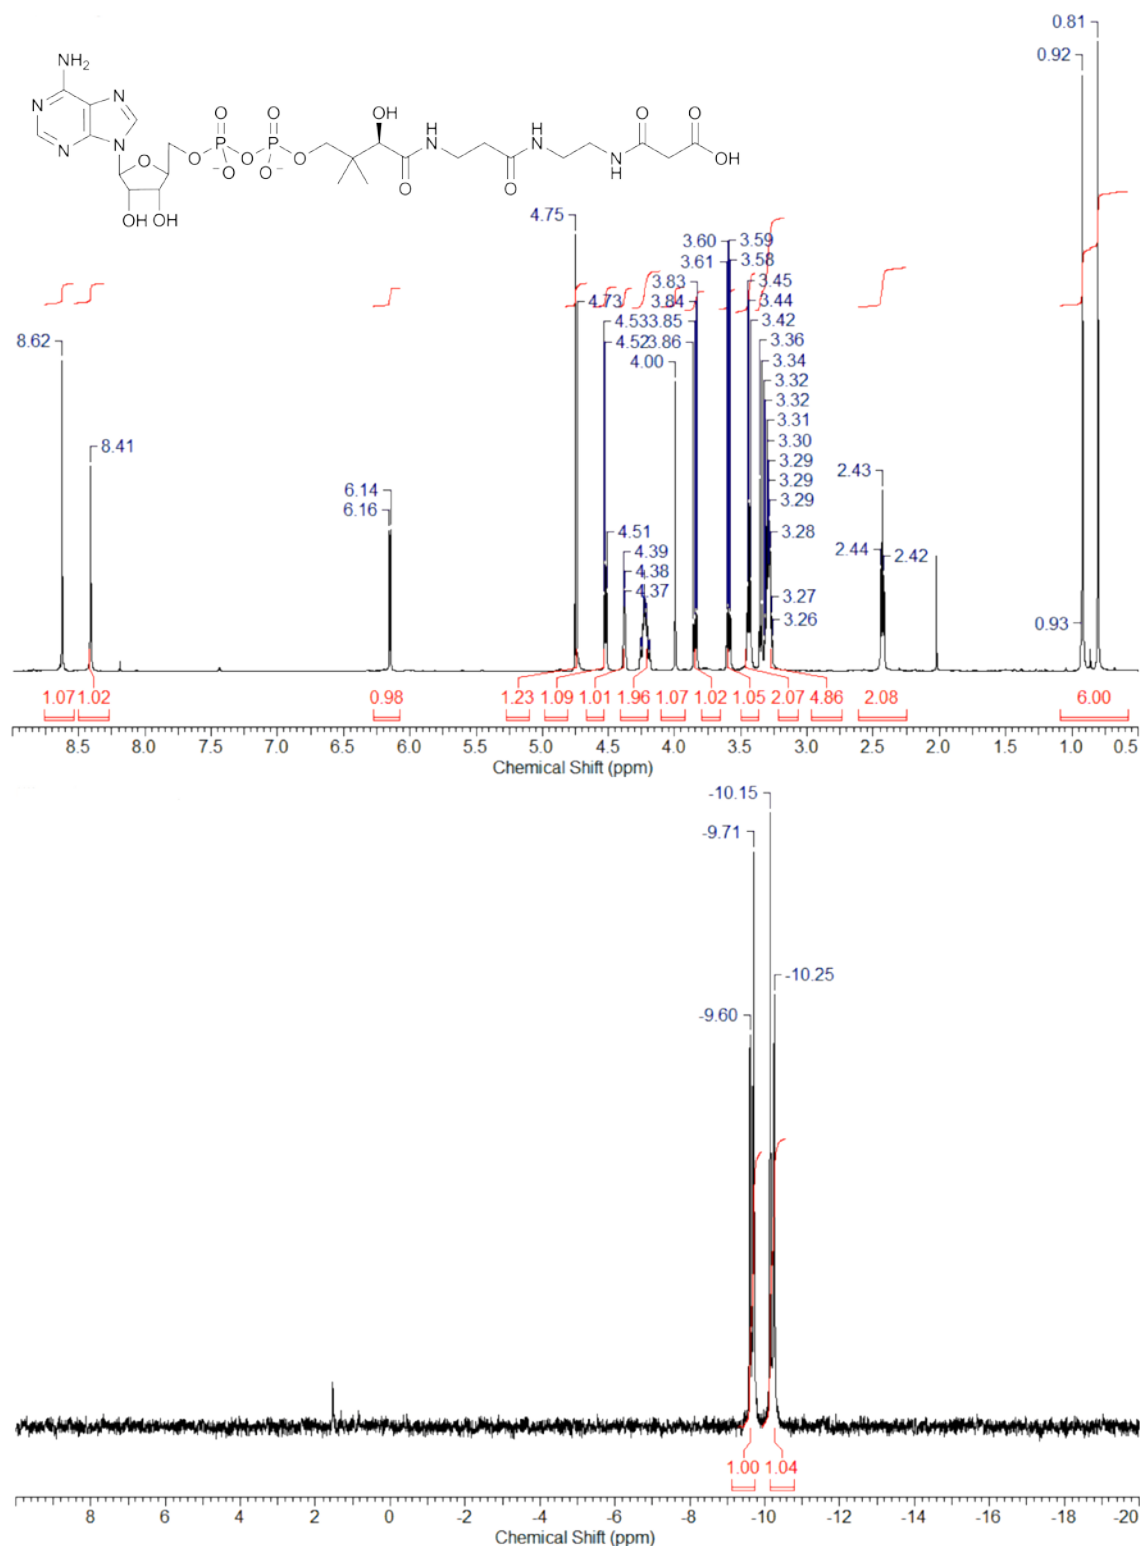 NH2
N
N
N
N
O
O
O
P
O
P
O
O-
O-
O
OH OH
OH
O
H
N
O
H
N
N
H
O
O
OH
0.81
0.92
4.75
3.60 3.59
3.61 3.58
3.83 3.45
4.73 3.84 3.44
4.53 3.85 3.42
8.62 4.52 3.86 3.36
4.00 3.34
3.32
3.32
3.31
8.41 3.30
3.29
2.43
3.29
6.14 3.29
6.16
4.51 3.28
4.39 2.44 2.42
4.38
4.37 3.27
3.26 0.93
1.07 1.02 0.98 1.23 1.09 1.01 1.96 1.07 1.02 1.05 2.07 4.86 2.08 6.00
8.0 7.5 7.0 6.5 6.0 5.5 5.0 4.5 4.0 3.5 3.0 2.5 2.0 1.5 1.0 0.5
Chemical Shift (ppm)
-10.15
-9.71
-10.25
-9.60
1.00 1.04
8 6 4 2 0 -2 -4 -6 -8 -10 -12 -14 -16 -18 -20
Chemical Shift (ppm)